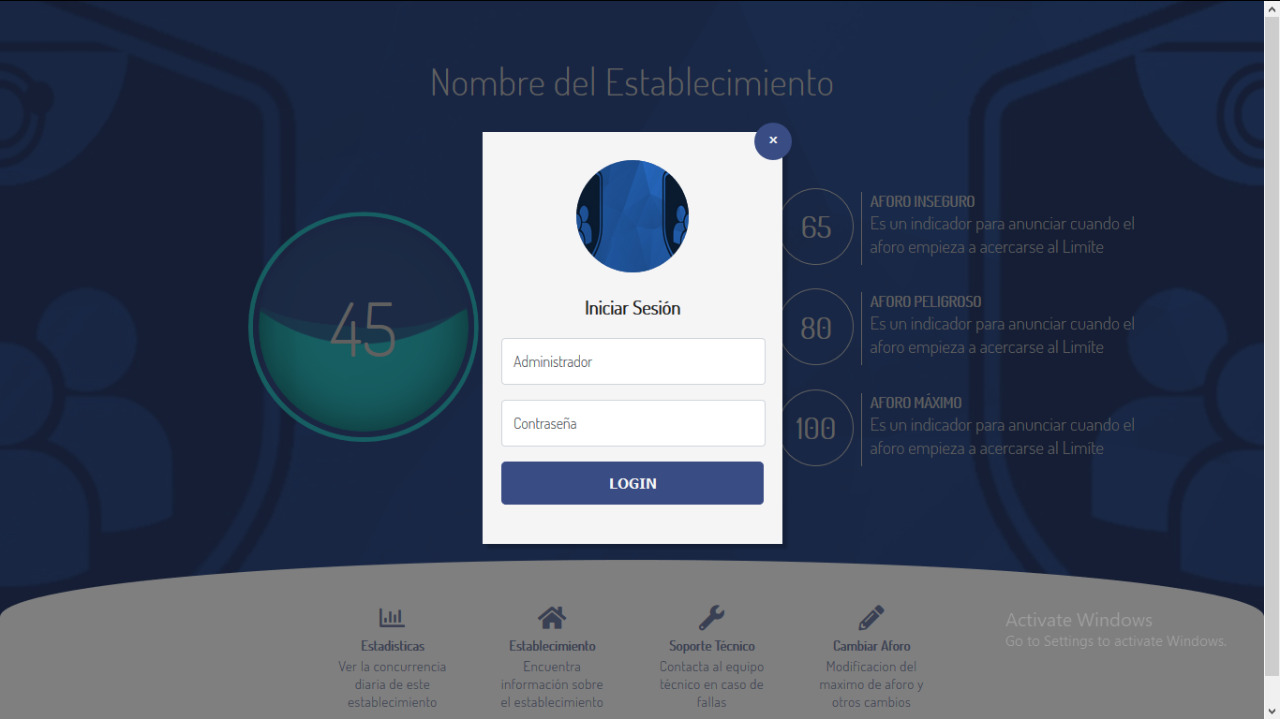 Nombre del Establecimiento
×
45
Iniciar Sesión
Administrador
Contraseña
LOGIN
65
AFORO INSEGURO
Es un indicador para anunciar cuando el
aforo empieza a acercarse al Limíte
80
AFORO PELIGROSO
Es un indicador para anunciar cuando el
aforo empieza a acercarse al Limíte
100
AFORO MÁXIMO
Es un indicador para anunciar cuando el
aforo empieza a acercarse al Limíte
Estadísticas
Ver la concurrencia
diaria de este
establecimiento
Establecimiento
Encuentra
información sobre
el establecimiento
Soporte Técnico
Contacta al equipo
técnico en caso de
fallas
Cambiar Aforo
Modificacion del
maximo de aforo y
otros cambios
Activate Windows
Go to Settings to activate Windows.